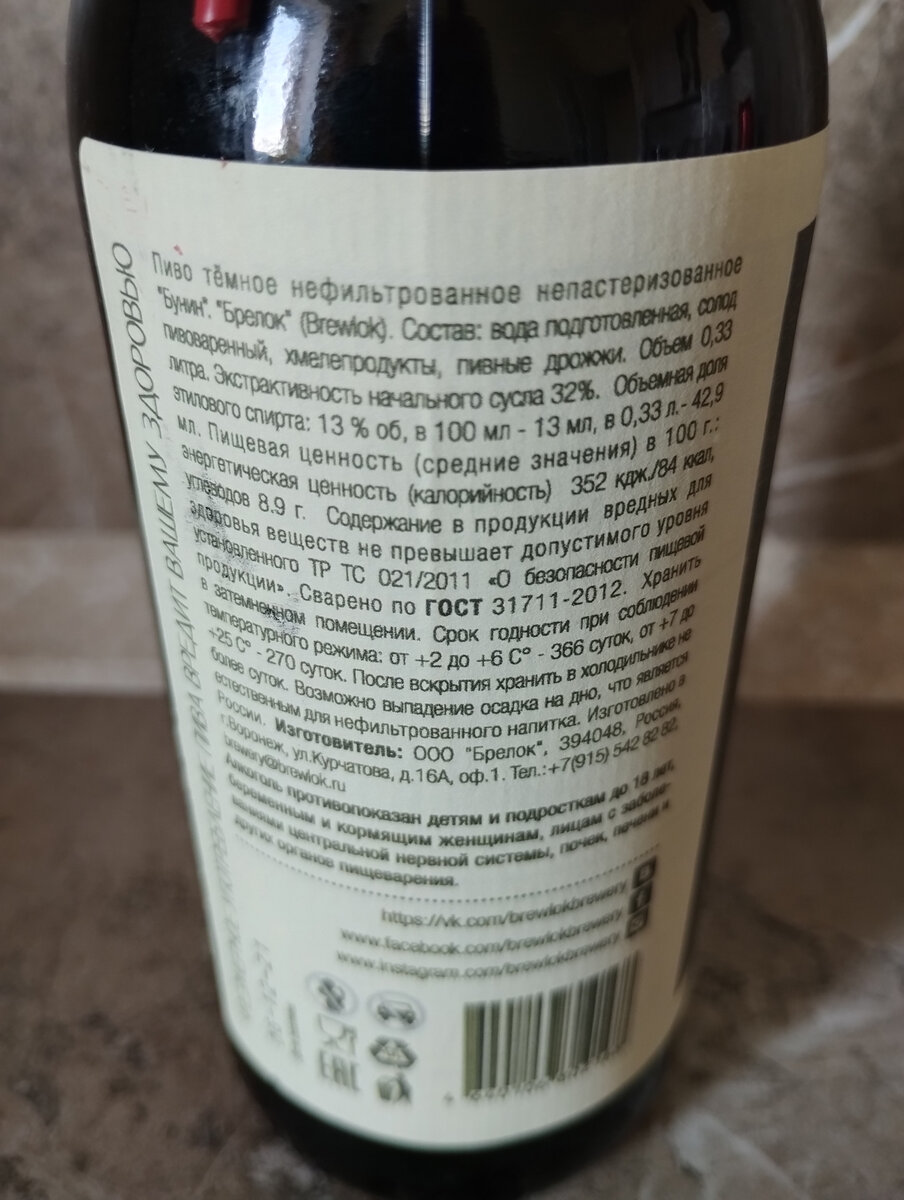 Пиво тёмное нефильтрованное непастеризованное
"Бунин". "Брелок" (Brewlok). Состав: вода подготовленная, солод
пивоваренный, хмелепродукты, пивные дрожжи. Объем 0,33
литра. Экстрактивность начального сусла 32%. Объемная доля
этилового спирта: 13 % об, в 100 мл - 13 мл, в 0,33 л.- 42,9
мл. Пищевая ценность (средние значения) в 100 г.:
энергетическая ценность (калорийность) 352 кдж./84 ккал,
углеводов 8.9 г. Содержание в продукции вредных для
здоровья веществ не превышает допустимого уровня
установленного ТР ТС 021/2011 «О безопасности пищевой
продукции». Сварено по ГОСТ 31711-2012. Хранить
в затемненном помещении. Срок годности при соблюдении
температурного режима: от +2 до +6 С° - 366 суток, от +7 до
+25 С° - 270 суток. После вскрытия хранить в холодильнике не
более суток. Возможно выпадение осадка на дно, что является
естественным для нефильтрованного напитка. Изготовлено в
России. Изготовитель: ООО "Брелок", 394048, Россия,
г.Воронеж, ул.Курчатова, д.16А, оф.1. Тел.:+7(915) 542 82 82,
brewery@brewlok.ru
Алкоголь противопоказан детям и подросткам до 18 лет,
беременным и кормящим женщинам, лицам с заболе-
ваниями центральной нервной системы, почек, печени и
других органов пищеварения.
https://vk.com/brewlokbrewery
www.facebook.com/brewlokbrewery
www.instagram.com/brewlokbrewery
EAC
ЧРЕЗМЕРНОЕ УПОТРЕБЛЕНИЕ ПИВА ВРЕДИТ ВАШЕМУ ЗДОРОВЬЮ